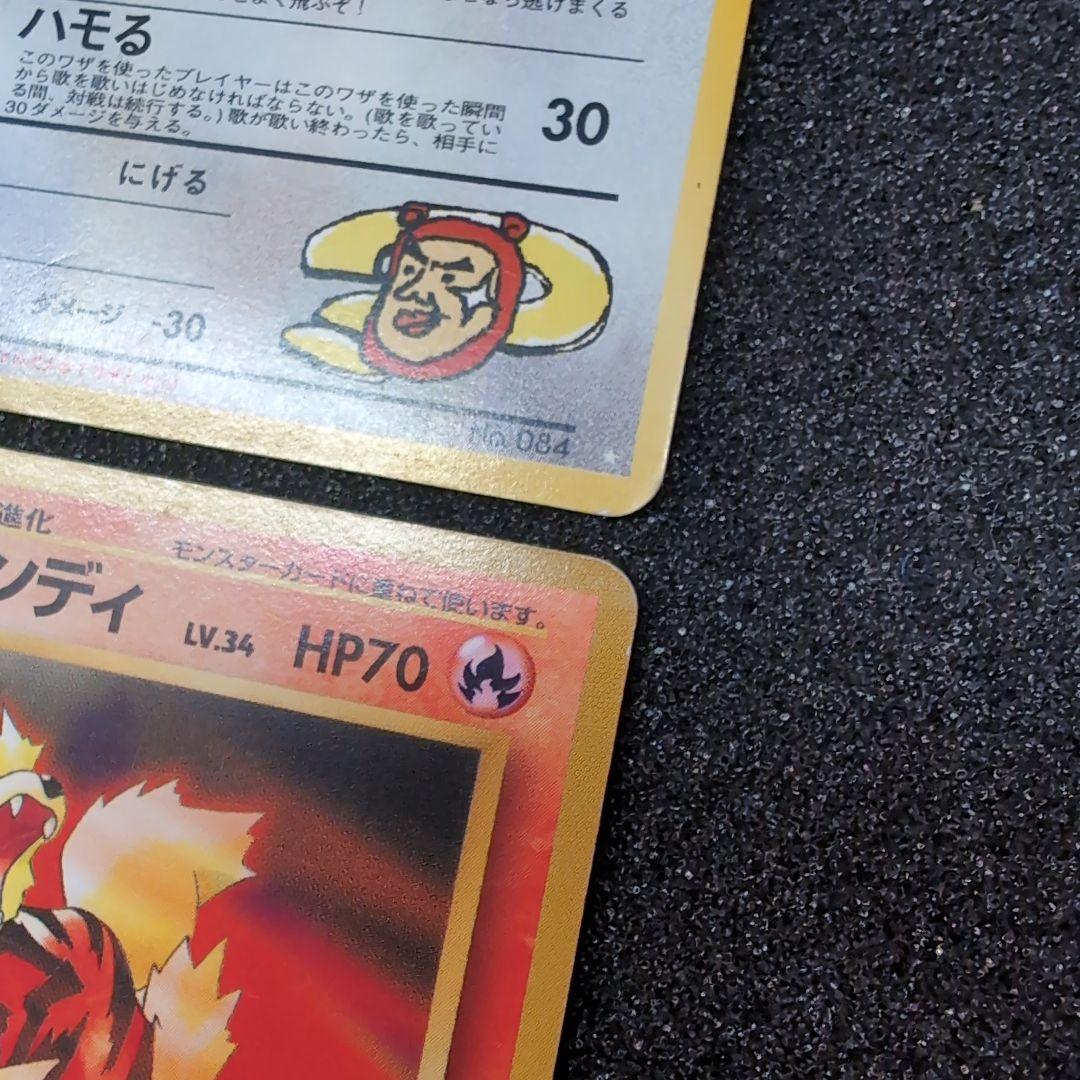 ハモる
このワザを使ったプレイヤーはこのワザを使った瞬間
から歌を歌いはじめなければならない。(歌を歌ってい
る間、対戦は続行する。)歌が歌い終わったら、相手に
30ダメージを与える。
30
にげる
ダメージ -30
No.084
進化
モンスターカードに重ねて使います。
ンディ LV.34 HP70